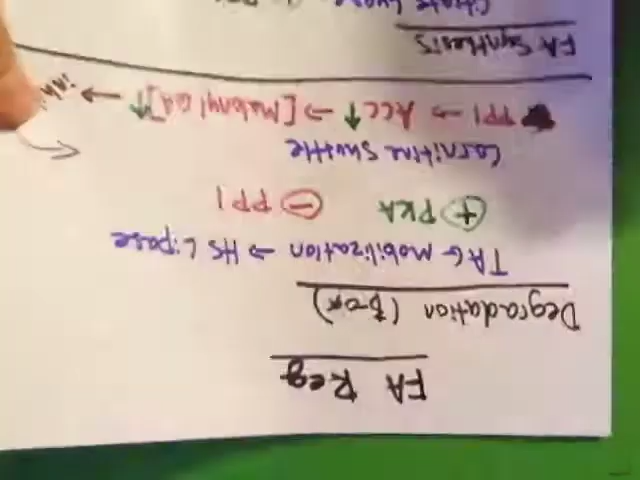 FA Reg
Degradation (β-ox)
TAG Mobilization → HS Lipase
⊕ PKA ⊖ PP1
Carnitine Shuttle
PP1 → ACC↑ → [Malonyl CoA]↑ →
FA Synthesis